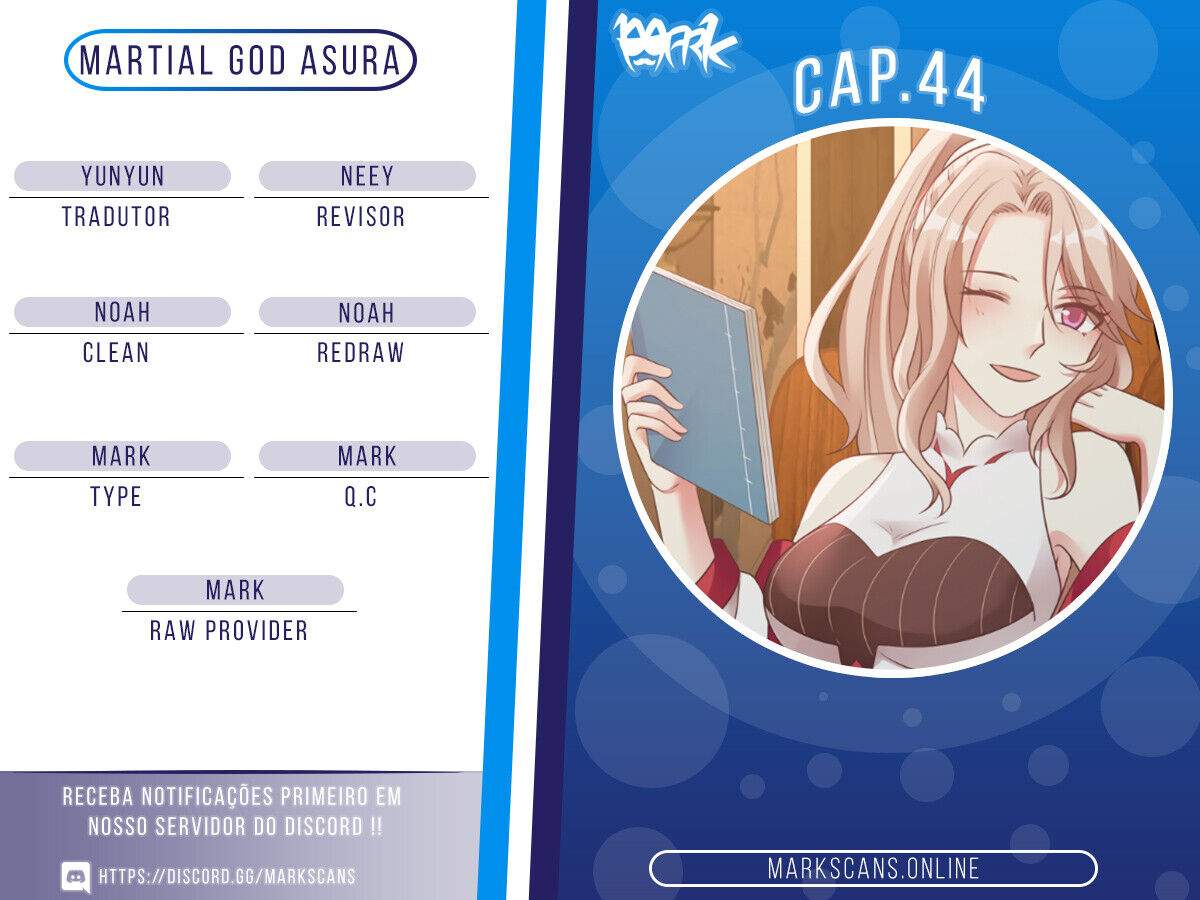 MARTIAL GOD ASURA
YUNYUN
TRADUTOR
NEEY
REVISOR
NOAH
CLEAN
NOAH
REDRAW
MARK
TYPE
MARK
Q.C
MARK
RAW PROVIDER
RECEBA NOTIFICAÇÕES PRIMEIRO EM
NOSSO SERVIDOR DO DISCORD !!
HTTPS://DISCORD.GG/MARKSCANS
MARK
CAP.44
MARKSCANS.ONLINE